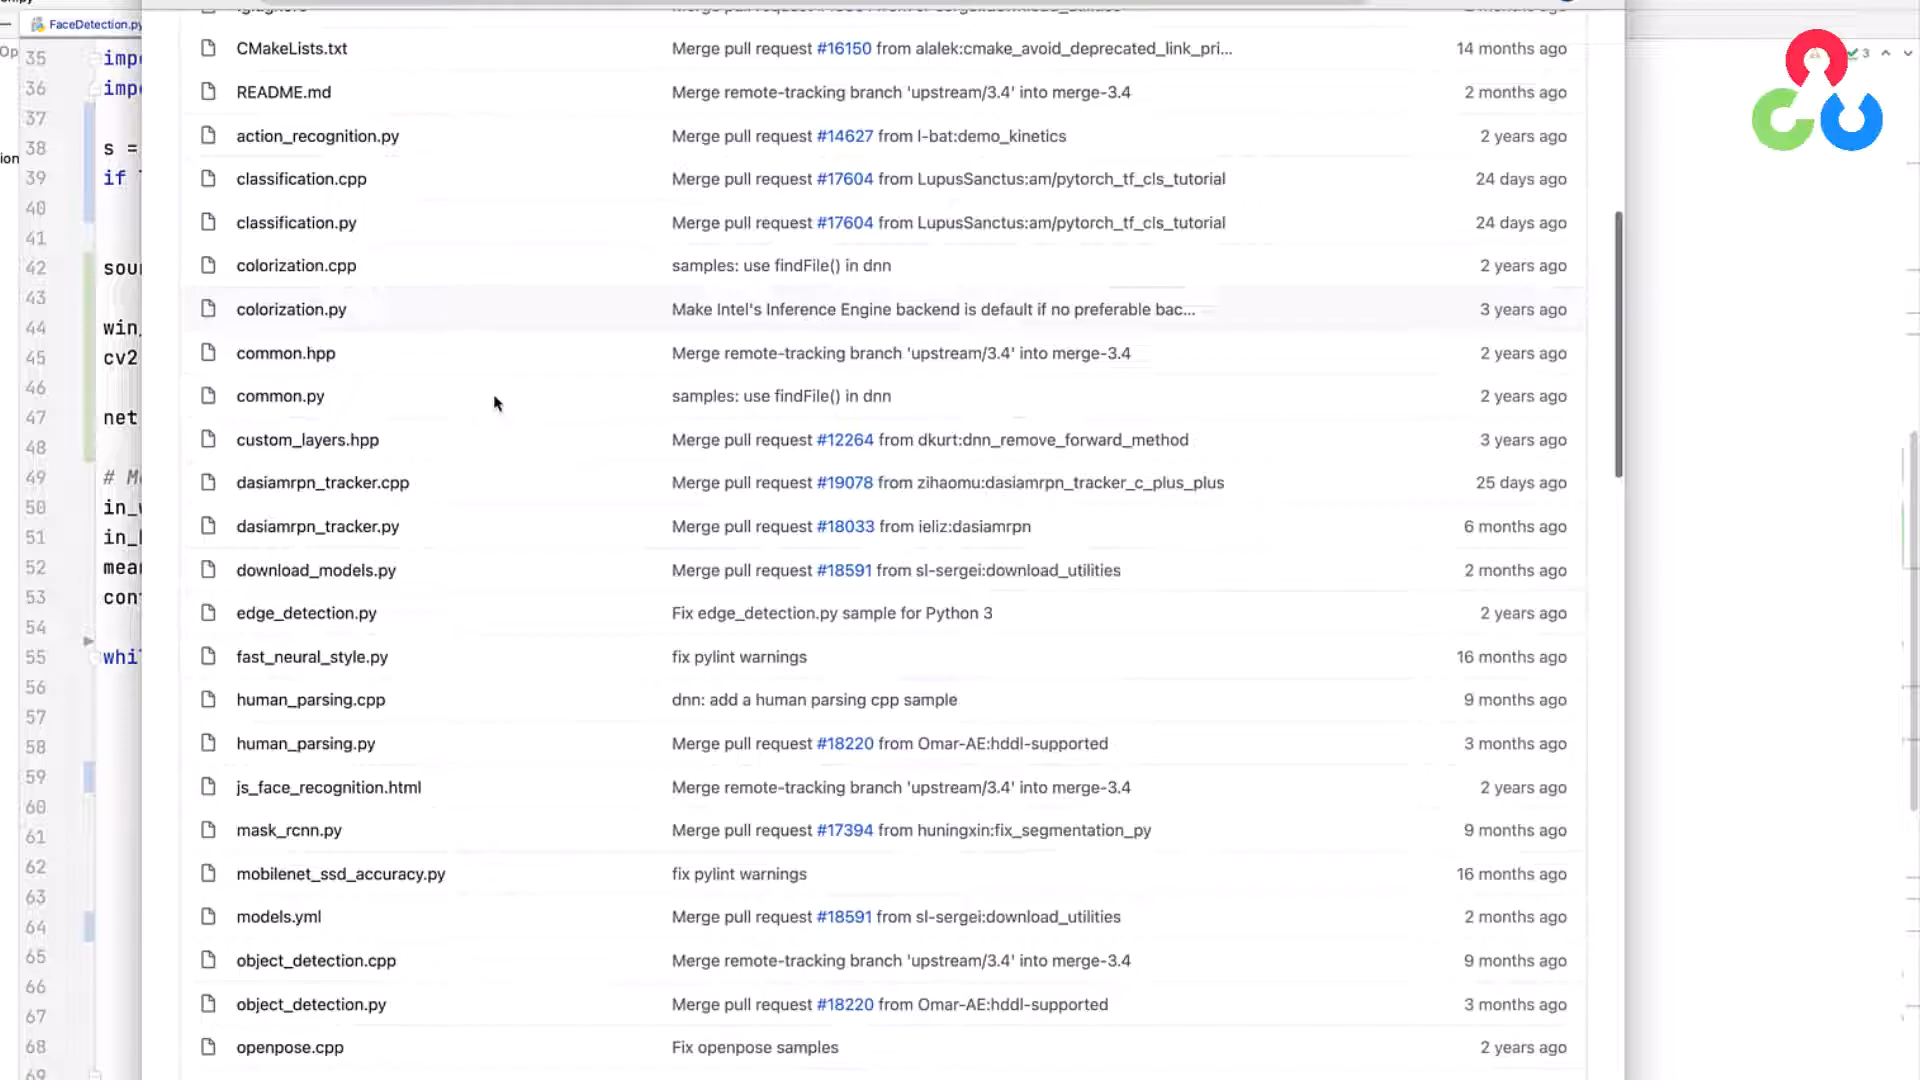 FaceDetection.py
CMakeLists.txt Merge pull request #16150 from alalek:cmake_avoid_deprecated_link_pri... 14 months ago
README.md Merge remote-tracking branch 'upstream/3.4' into merge-3.4 2 months ago
action_recognition.py Merge pull request #14627 from l-bat:demo_kinetics 2 years ago
classification.cpp Merge pull request #17604 from LupusSanctus:am/pytorch_tf_cls_tutorial 24 days ago
classification.py Merge pull request #17604 from LupusSanctus:am/pytorch_tf_cls_tutorial 24 days ago
colorization.cpp samples: use findFile() in dnn 2 years ago
colorization.py Make Intel's Inference Engine backend is default if no preferable bac... 3 years ago
common.hpp Merge remote-tracking branch 'upstream/3.4' into merge-3.4 2 years ago
common.py samples: use findFile() in dnn 2 years ago
custom_layers.hpp Merge pull request #12264 from dkurt:dnn_remove_forward_method 3 years ago
dasiamrpn_tracker.cpp Merge pull request #19078 from zihaomu:dasiamrpn_tracker_c_plus_plus 25 days ago
dasiamrpn_tracker.py Merge pull request #18033 from ieliz:dasiamrpn 6 months ago
download_models.py Merge pull request #18591 from sl-sergei:download_utilities 2 months ago
edge_detection.py Fix edge_detection.py sample for Python 3 2 years ago
fast_neural_style.py fix pylint warnings 16 months ago
human_parsing.cpp dnn: add a human parsing cpp sample 9 months ago
human_parsing.py Merge pull request #18220 from Omar-AE:hddl-supported 3 months ago
js_face_recognition.html Merge remote-tracking branch 'upstream/3.4' into merge-3.4 2 years ago
mask_rcnn.py Merge pull request #17394 from huningxin:fix_segmentation_py 9 months ago
mobilenet_ssd_accuracy.py fix pylint warnings 16 months ago
models.yml Merge pull request #18591 from sl-sergei:download_utilities 2 months ago
object_detection.cpp Merge remote-tracking branch 'upstream/3.4' into merge-3.4 9 months ago
object_detection.py Merge pull request #18220 from Omar-AE:hddl-supported 3 months ago
openpose.cpp Fix openpose samples 2 years ago
35 imp
36 imp
37
38 s =
39 if
40
41
42 sou
43
44 win_
45 cv2
46
47 net
48
49 # M
50 in_
51 in_
52 mea
53 con
54
55 whi
56
57
58
59
60
61
62
63
64
65
66
67
68
69
3